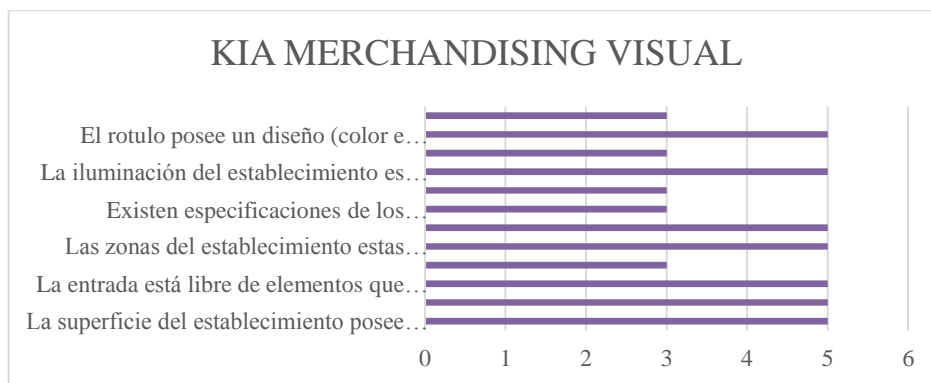 KIA MERCHANDISING VISUAL
El rotulo posee un diseño (color e…
La iluminación del establecimiento es…
Existen especificaciones de los…
Las zonas del establecimiento estas…
La entrada está libre de elementos que…
La superficie del establecimiento posee…
0 1 2 3 4 5 6